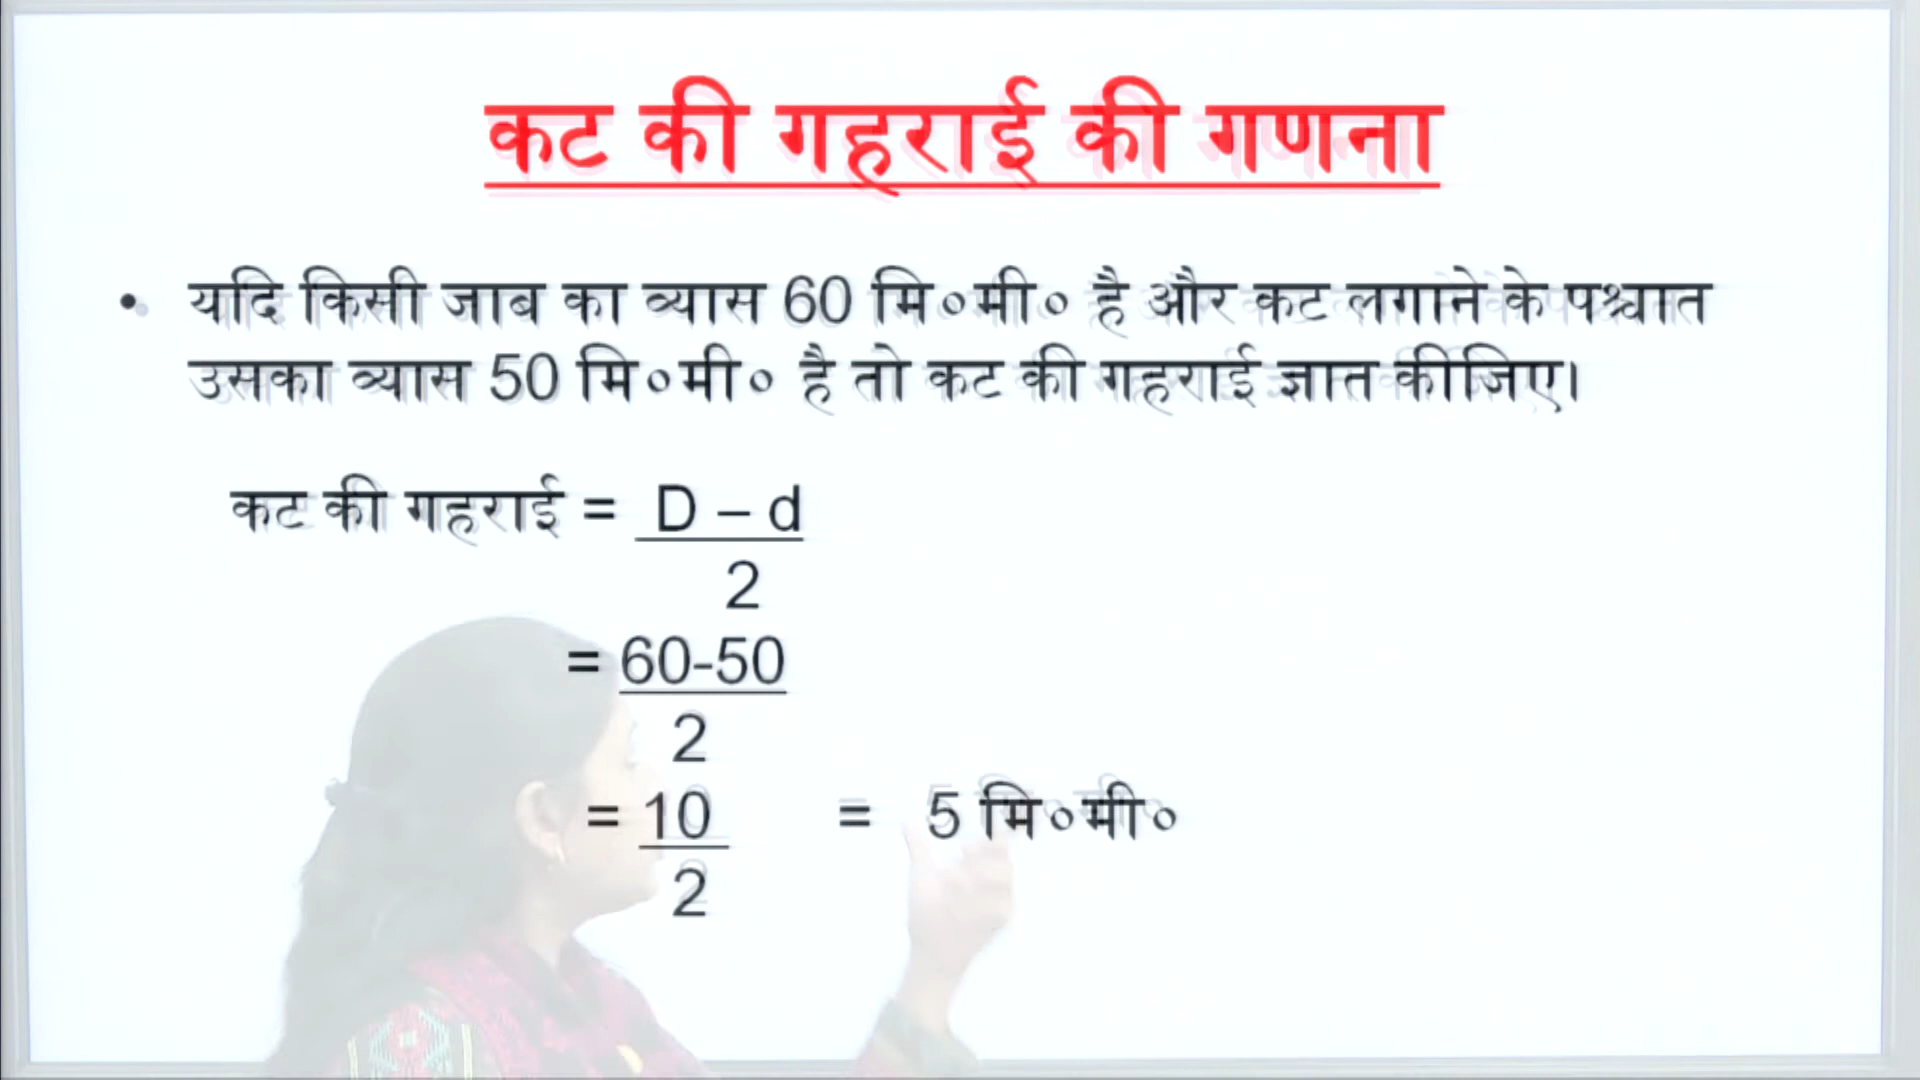 कट की गहराई की गणना
• यदि किसी जाब का व्यास 60 मि०मी० है और कट लगाने के पश्चात
उसका व्यास 50 मि०मी० है तो कट की गहराई ज्ञात कीजिए।
कट की गहराई = D – d
2
= 60-50
2
= 10 = 5 मि०मी०
2